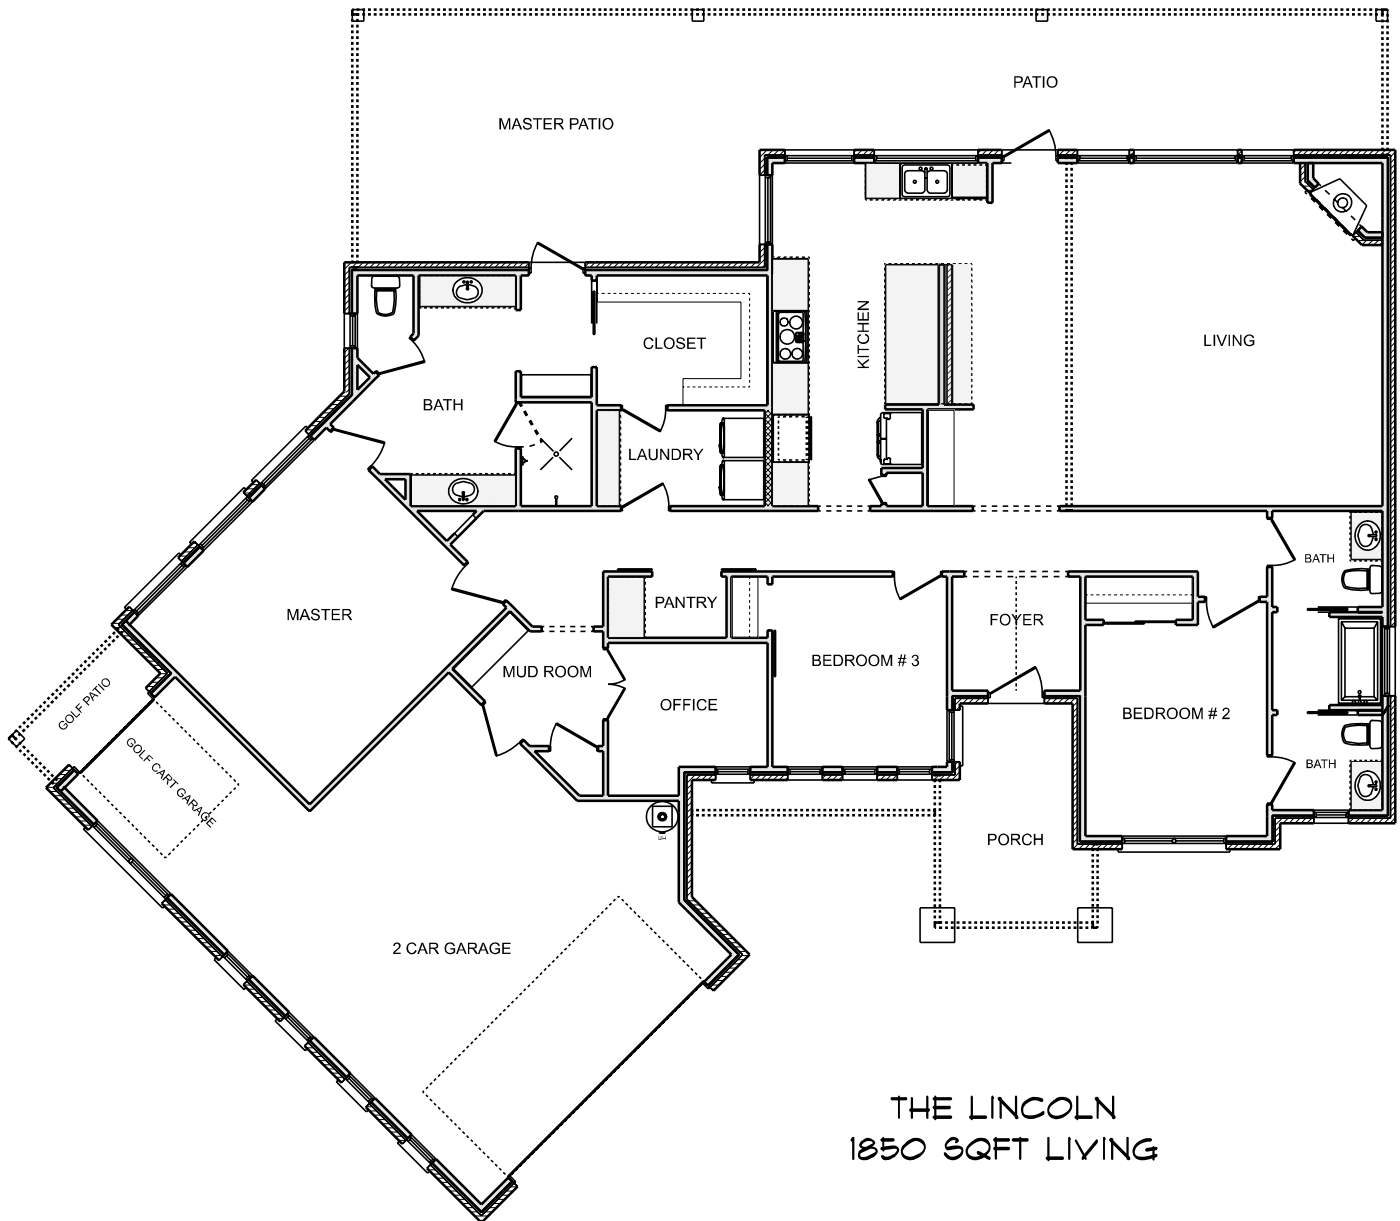 PATIO
MASTER PATIO
KITCHEN
LIVING
CLOSET
BATH
LAUNDRY
BATH
PANTRY
MASTER
FOYER
BEDROOM # 3
MUD ROOM
OFFICE
GOLF PATIO
BEDROOM # 2
GOLF CART GARAGE
BATH
PORCH
2 CAR GARAGE
THE LINCOLN
1850 SQFT LIVING